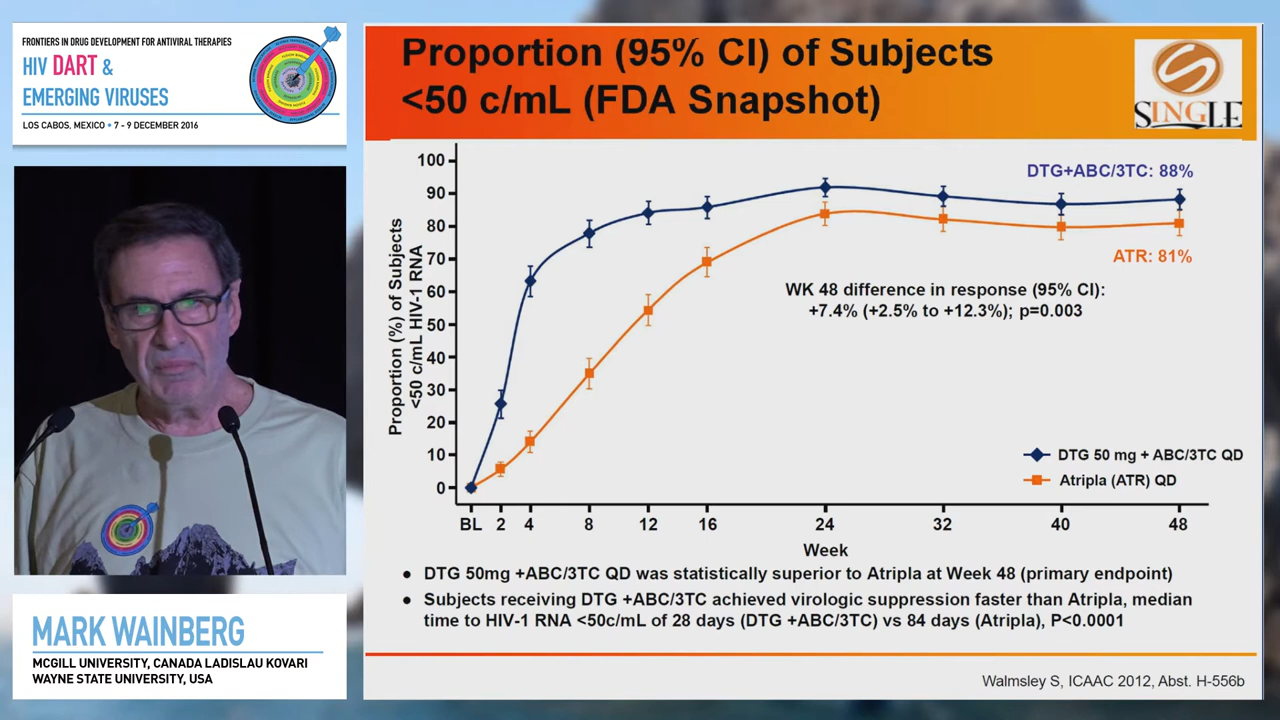 FRONTIERS IN DRUG DEVELOPMENT FOR ANTIVIRAL THERAPIES
HIV DART &
EMERGING VIRUSES
LOS CABOS, MEXICO • 7 - 9 DECEMBER 2016
MARK WAINBERG
MCGILL UNIVERSITY, CANADA LADISLAU KOVARI
WAYNE STATE UNIVERSITY, USA
Proportion (95% CI) of Subjects
<50 c/mL (FDA Snapshot)
SINGLE
Proportion (%) of Subjects
<50 c/mL HIV-1 RNA
100
90
80
70
60
50
40
30
20
10
0
DTG+ABC/3TC: 88%
ATR: 81%
WK 48 difference in response (95% CI):
+7.4% (+2.5% to +12.3%); p=0.003
DTG 50 mg + ABC/3TC QD
Atripla (ATR) QD
BL 2 4 8 12 16 24 32 40 48
Week
• DTG 50mg +ABC/3TC QD was statistically superior to Atripla at Week 48 (primary endpoint)
• Subjects receiving DTG +ABC/3TC achieved virologic suppression faster than Atripla, median
time to HIV-1 RNA <50c/mL of 28 days (DTG +ABC/3TC) vs 84 days (Atripla), P<0.0001
Walmsley S, ICAAC 2012, Abst. H-556b